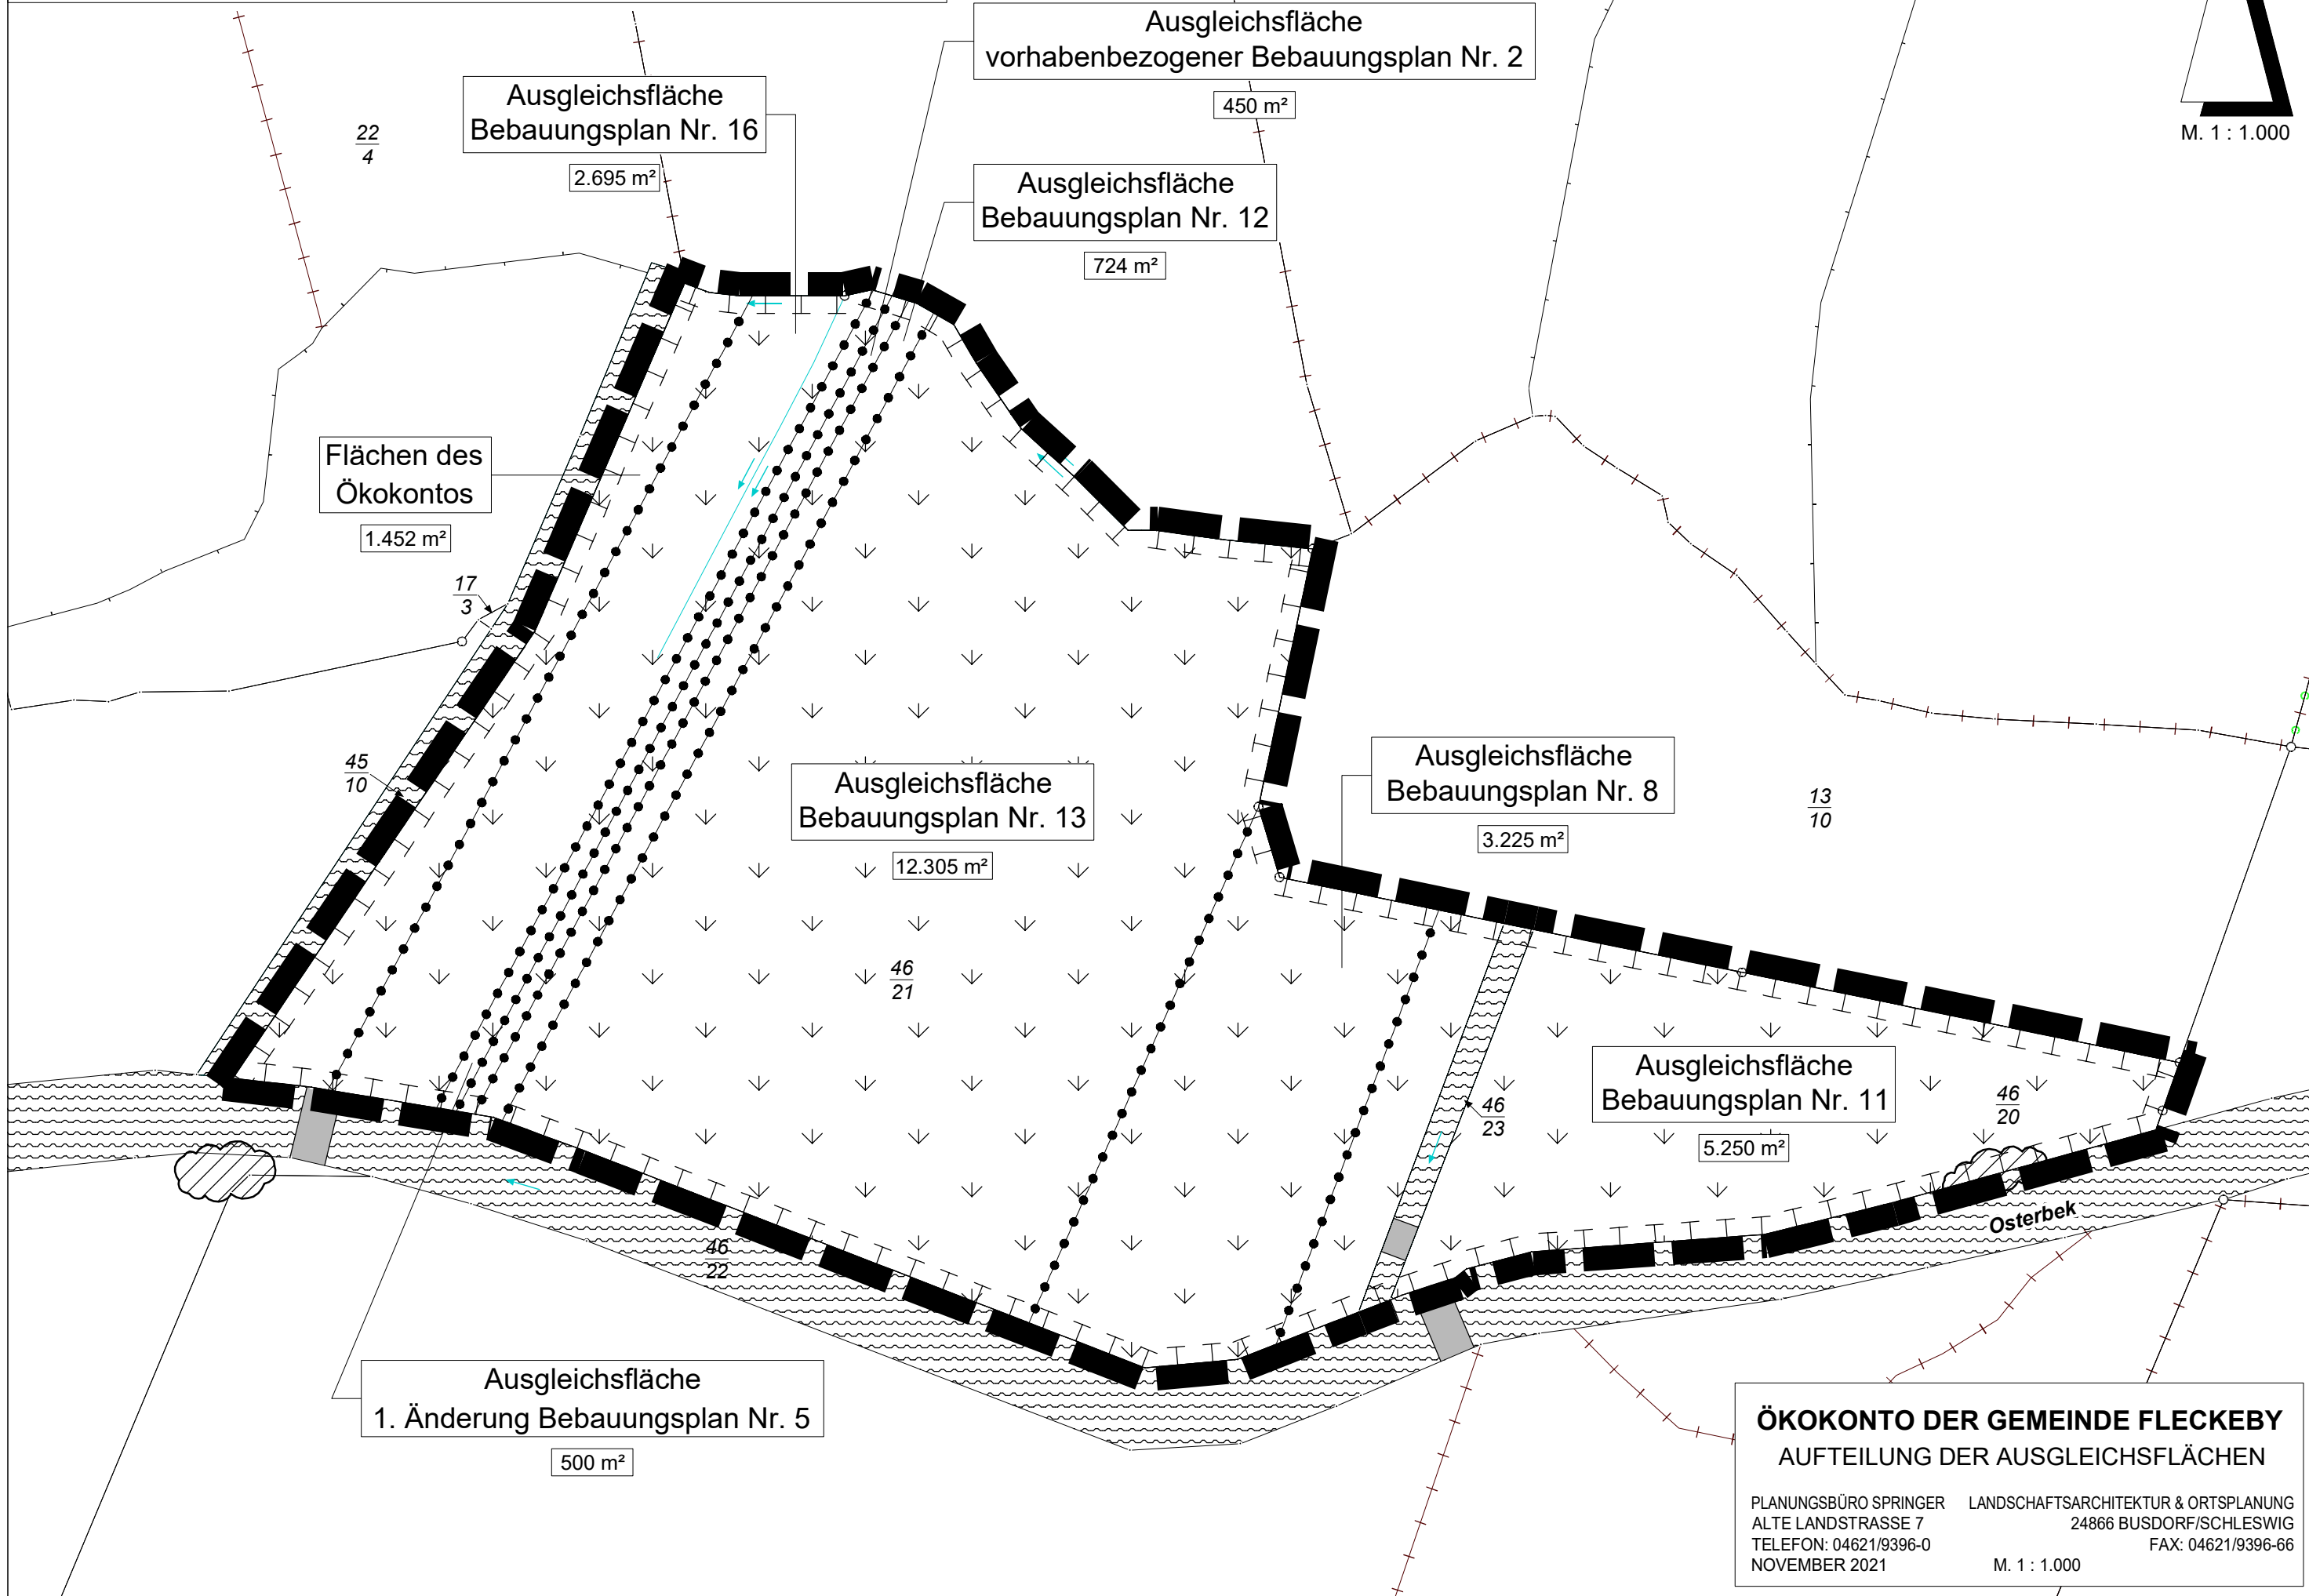 Ausgleichsfläche
vorhabenbezogener Bebauungsplan Nr. 2
450 m²
M. 1 : 1.000
Ausgleichsfläche
Bebauungsplan Nr. 16
2.695 m²
22
4
Ausgleichsfläche
Bebauungsplan Nr. 12
724 m²
Flächen des
Ökokontos
1.452 m²
17
3
45
10
Ausgleichsfläche
Bebauungsplan Nr. 13
12.305 m²
Ausgleichsfläche
Bebauungsplan Nr. 8
3.225 m²
13
10
46
21
Ausgleichsfläche
Bebauungsplan Nr. 11
5.250 m²
46
23
46
20
Osterbek
46
22
Ausgleichsfläche
1. Änderung Bebauungsplan Nr. 5
500 m²
ÖKOKONTO DER GEMEINDE FLECKEBY
AUFTEILUNG DER AUSGLEICHSFLÄCHEN
PLANUNGSBÜRO SPRINGER LANDSCHAFTSARCHITEKTUR & ORTSPLANUNG
ALTE LANDSTRASSE 7 24866 BUSDORF/SCHLESWIG
TELEFON: 04621/9396-0 FAX: 04621/9396-66
NOVEMBER 2021 M. 1 : 1.000